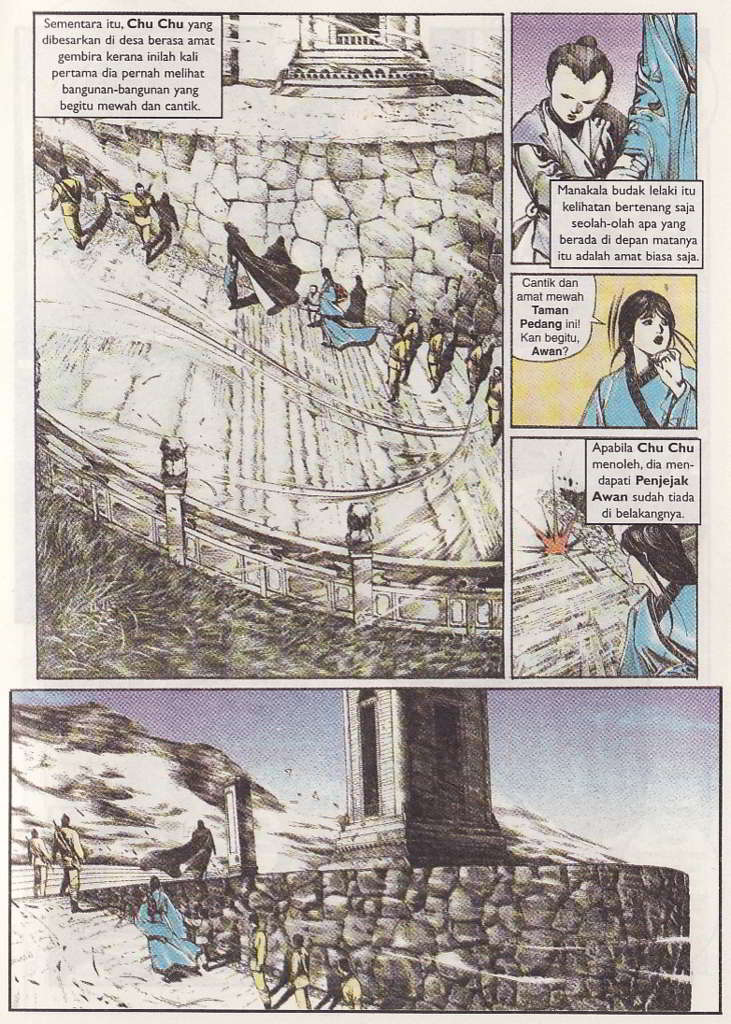 Sementara itu, Chu Chu yang
dibesarkan di desa berasa amat
gembira kerana inilah kali
pertama dia pernah melihat
bangunan-bangunan yang
begitu mewah dan cantik.
Manakala budak lelaki itu
kelihatan bertenang saja
seolah-olah apa yang
berada di depan matanya
itu adalah amat biasa saja.
Cantik dan
amat mewah
Taman
Pedang ini!
Kan begitu,
Awan?
Apabila Chu Chu
menoleh, dia men-
dapati Penjejak
Awan sudah tiada
di belakangnya.